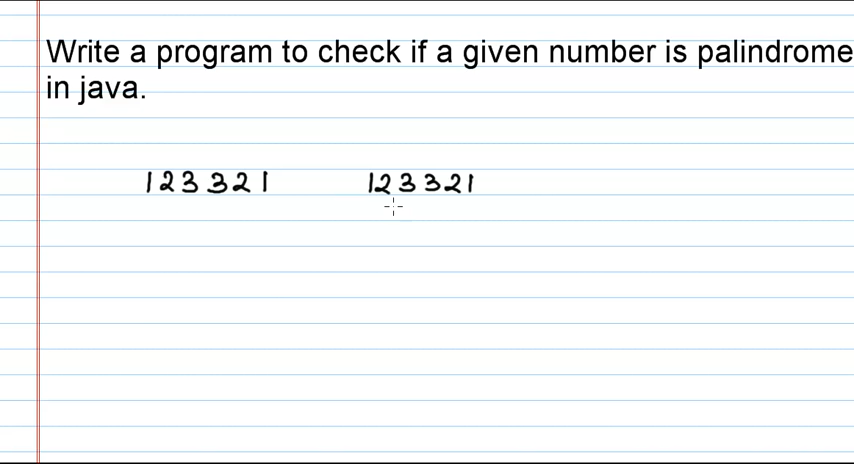 Write a program to check if a given number is palindrome
in java.
123321 123321